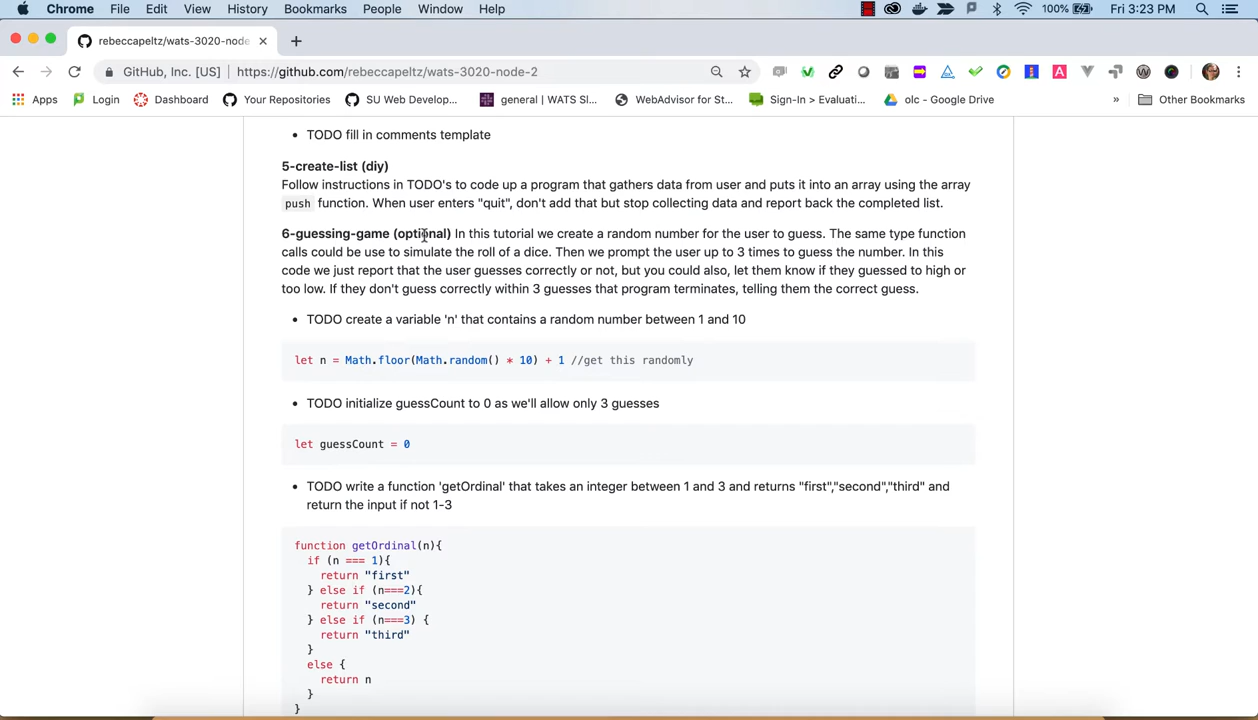 Chrome File Edit View History Bookmarks People Window Help 100% Fri 3:23 PM
rebeccapeltz/wats-3020-node
GitHub, Inc. [US] https://github.com/rebeccapeltz/wats-3020-node-2
Apps Login Dashboard Your Repositories SU Web Develop... general | WATS Sl... WebAdvisor for St... Sign-In > Evaluati... olc - Google Drive » Other Bookmarks
TODO fill in comments template
5-create-list (diy)
Follow instructions in TODO's to code up a program that gathers data from user and puts it into an array using the array
push function. When user enters "quit", don't add that but stop collecting data and report back the completed list.
6-guessing-game (optional) In this tutorial we create a random number for the user to guess. The same type function
calls could be use to simulate the roll of a dice. Then we prompt the user up to 3 times to guess the number. In this
code we just report that the user guesses correctly or not, but you could also, let them know if they guessed to high or
too low. If they don't guess correctly within 3 guesses that program terminates, telling them the correct guess.
TODO create a variable 'n' that contains a random number between 1 and 10
let n = Math.floor(Math.random() * 10) + 1 //get this randomly
TODO initialize guessCount to 0 as we'll allow only 3 guesses
let guessCount = 0
TODO write a function 'getOrdinal' that takes an integer between 1 and 3 and returns "first","second","third" and
return the input if not 1-3
function getOrdinal(n){
if (n === 1){
return "first"
} else if (n===2){
return "second"
} else if (n===3) {
return "third"
}
else {
return n
}
}